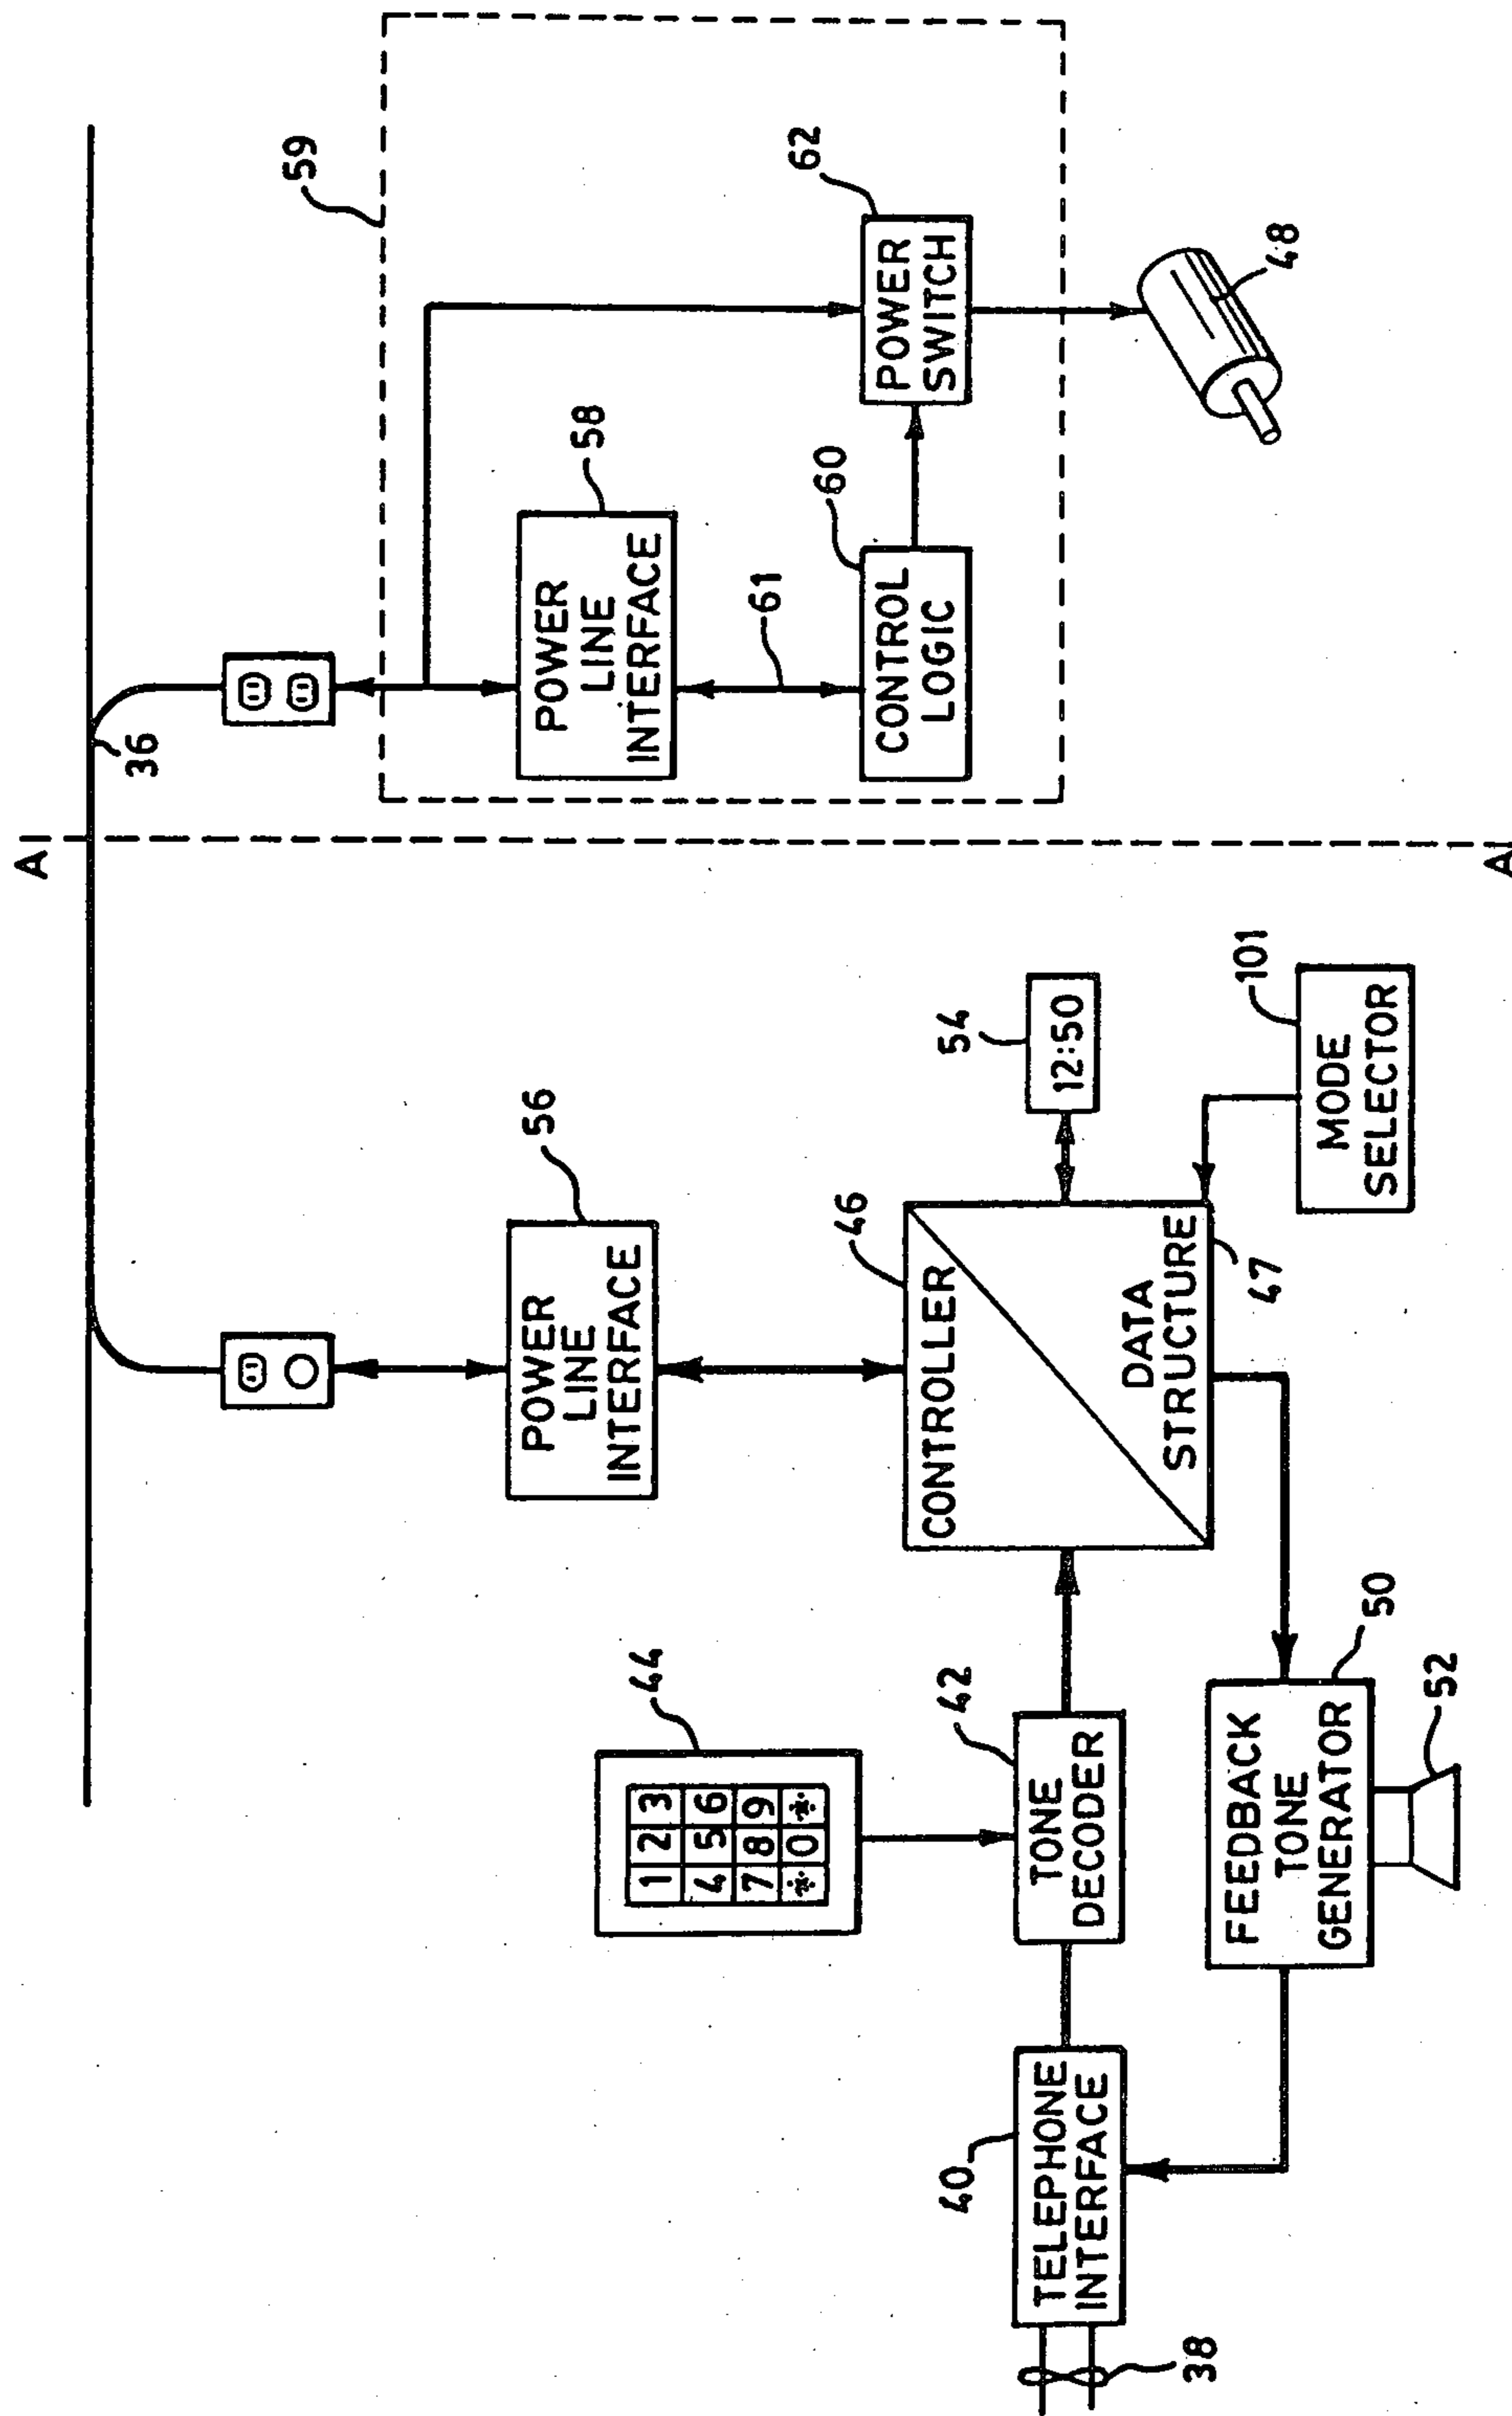 A
36
59
POWER
LINE
INTERFACE
58
61
CONTROL
LOGIC
60
POWER
SWITCH
62
48
A
POWER
LINE
INTERFACE
56
1 2 3
4 5 6
7 8 9
* 0 *
44
TELEPHONE
INTERFACE
40
38
TONE
DECODER
42
CONTROLLER
46
DATA
STRUCTURE
47
12:50
54
MODE
SELECTOR
101
FEEDBACK
TONE
GENERATOR
50
52